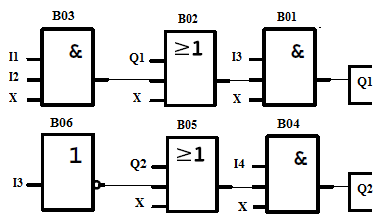 B03 B02 B01
I1 & Q1 ≥1 I3 &
I2
X X X Q1
B06 B05 B04
1 Q2 ≥1 I4 &
I3
X X Q2